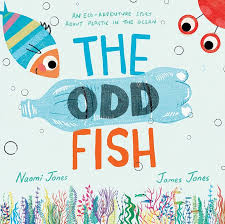 AN ECO-ADVENTURE STORY
ABOUT PLASTIC IN THE OCEAN
THE
ODD
FISH
Naomi Jones
James Jones